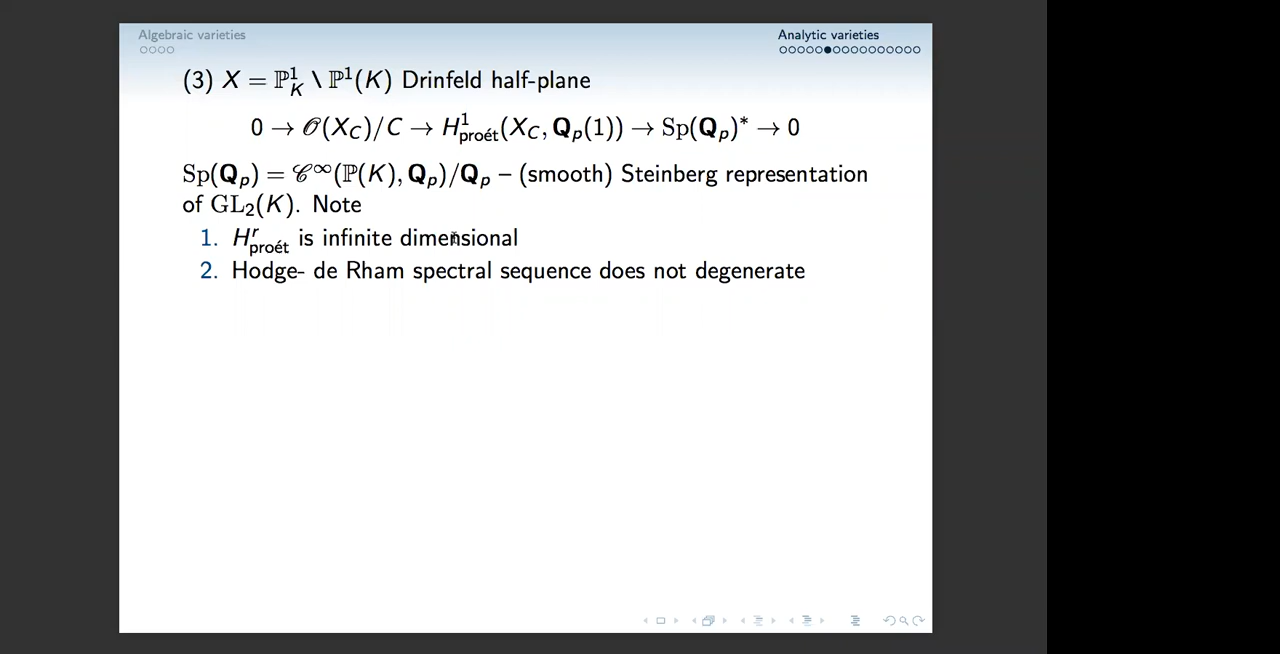 Algebraic varieties
Analytic varieties
(3) X = ℙ¹_K \ ℙ¹(K) Drinfeld half-plane
0 → 𝒪(X_C)/C → H¹_proét(X_C, Q_p(1)) → Sp(Q_p)* → 0
Sp(Q_p) = 𝒞^∞(ℙ(K), Q_p)/Q_p – (smooth) Steinberg representation
of GL₂(K). Note
1. H^r_proét is infinite dimensional
2. Hodge- de Rham spectral sequence does not degenerate